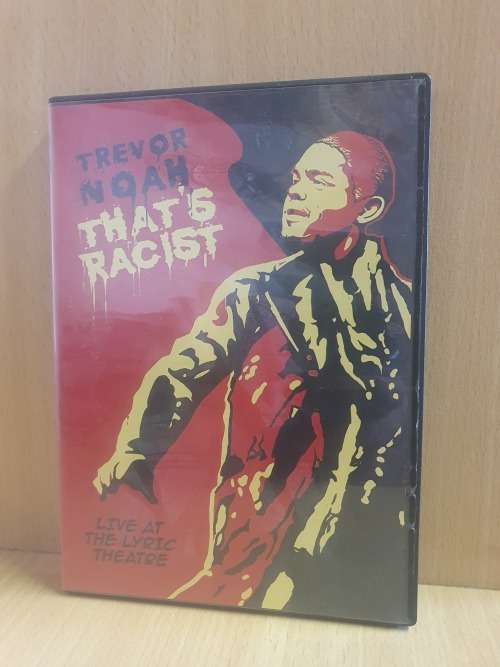 TREVOR
NOAH
THAT'S
RACIST
LIVE AT
THE LYRIC
THEATRE